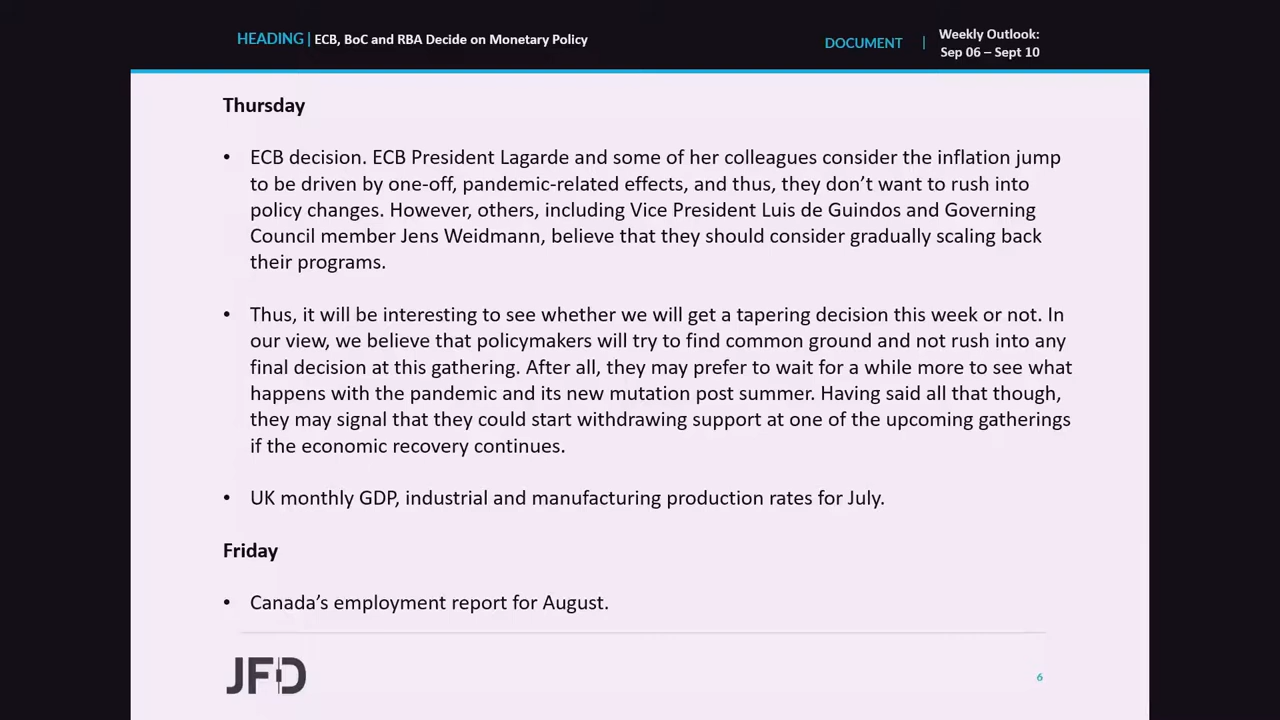 HEADING | ECB, BoC and RBA Decide on Monetary Policy
DOCUMENT | Weekly Outlook:
Sep 06 – Sept 10
Thursday
• ECB decision. ECB President Lagarde and some of her colleagues consider the inflation jump
to be driven by one-off, pandemic-related effects, and thus, they don’t want to rush into
policy changes. However, others, including Vice President Luis de Guindos and Governing
Council member Jens Weidmann, believe that they should consider gradually scaling back
their programs.
• Thus, it will be interesting to see whether we will get a tapering decision this week or not. In
our view, we believe that policymakers will try to find common ground and not rush into any
final decision at this gathering. After all, they may prefer to wait for a while more to see what
happens with the pandemic and its new mutation post summer. Having said all that though,
they may signal that they could start withdrawing support at one of the upcoming gatherings
if the economic recovery continues.
• UK monthly GDP, industrial and manufacturing production rates for July.
Friday
• Canada’s employment report for August.
JFD
6